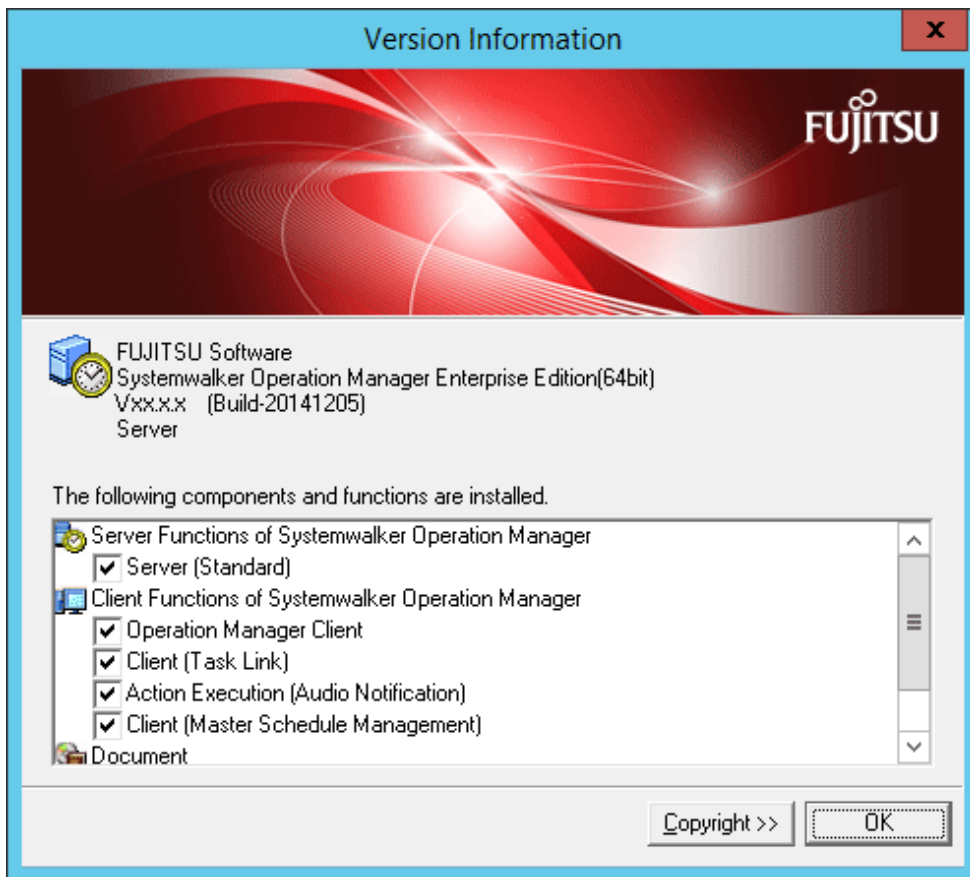 Version Information
x
FUJITSU
FUJITSU Software
Systemwalker Operation Manager Enterprise Edition(64bit)
Vxx.x.x (Build-20141205)
Server
The following components and functions are installed.
Server Functions of Systemwalker Operation Manager
Server (Standard)
Client Functions of Systemwalker Operation Manager
Operation Manager Client
Client (Task Link)
Action Execution (Audio Notification)
Client (Master Schedule Management)
Document
Copyright >> OK